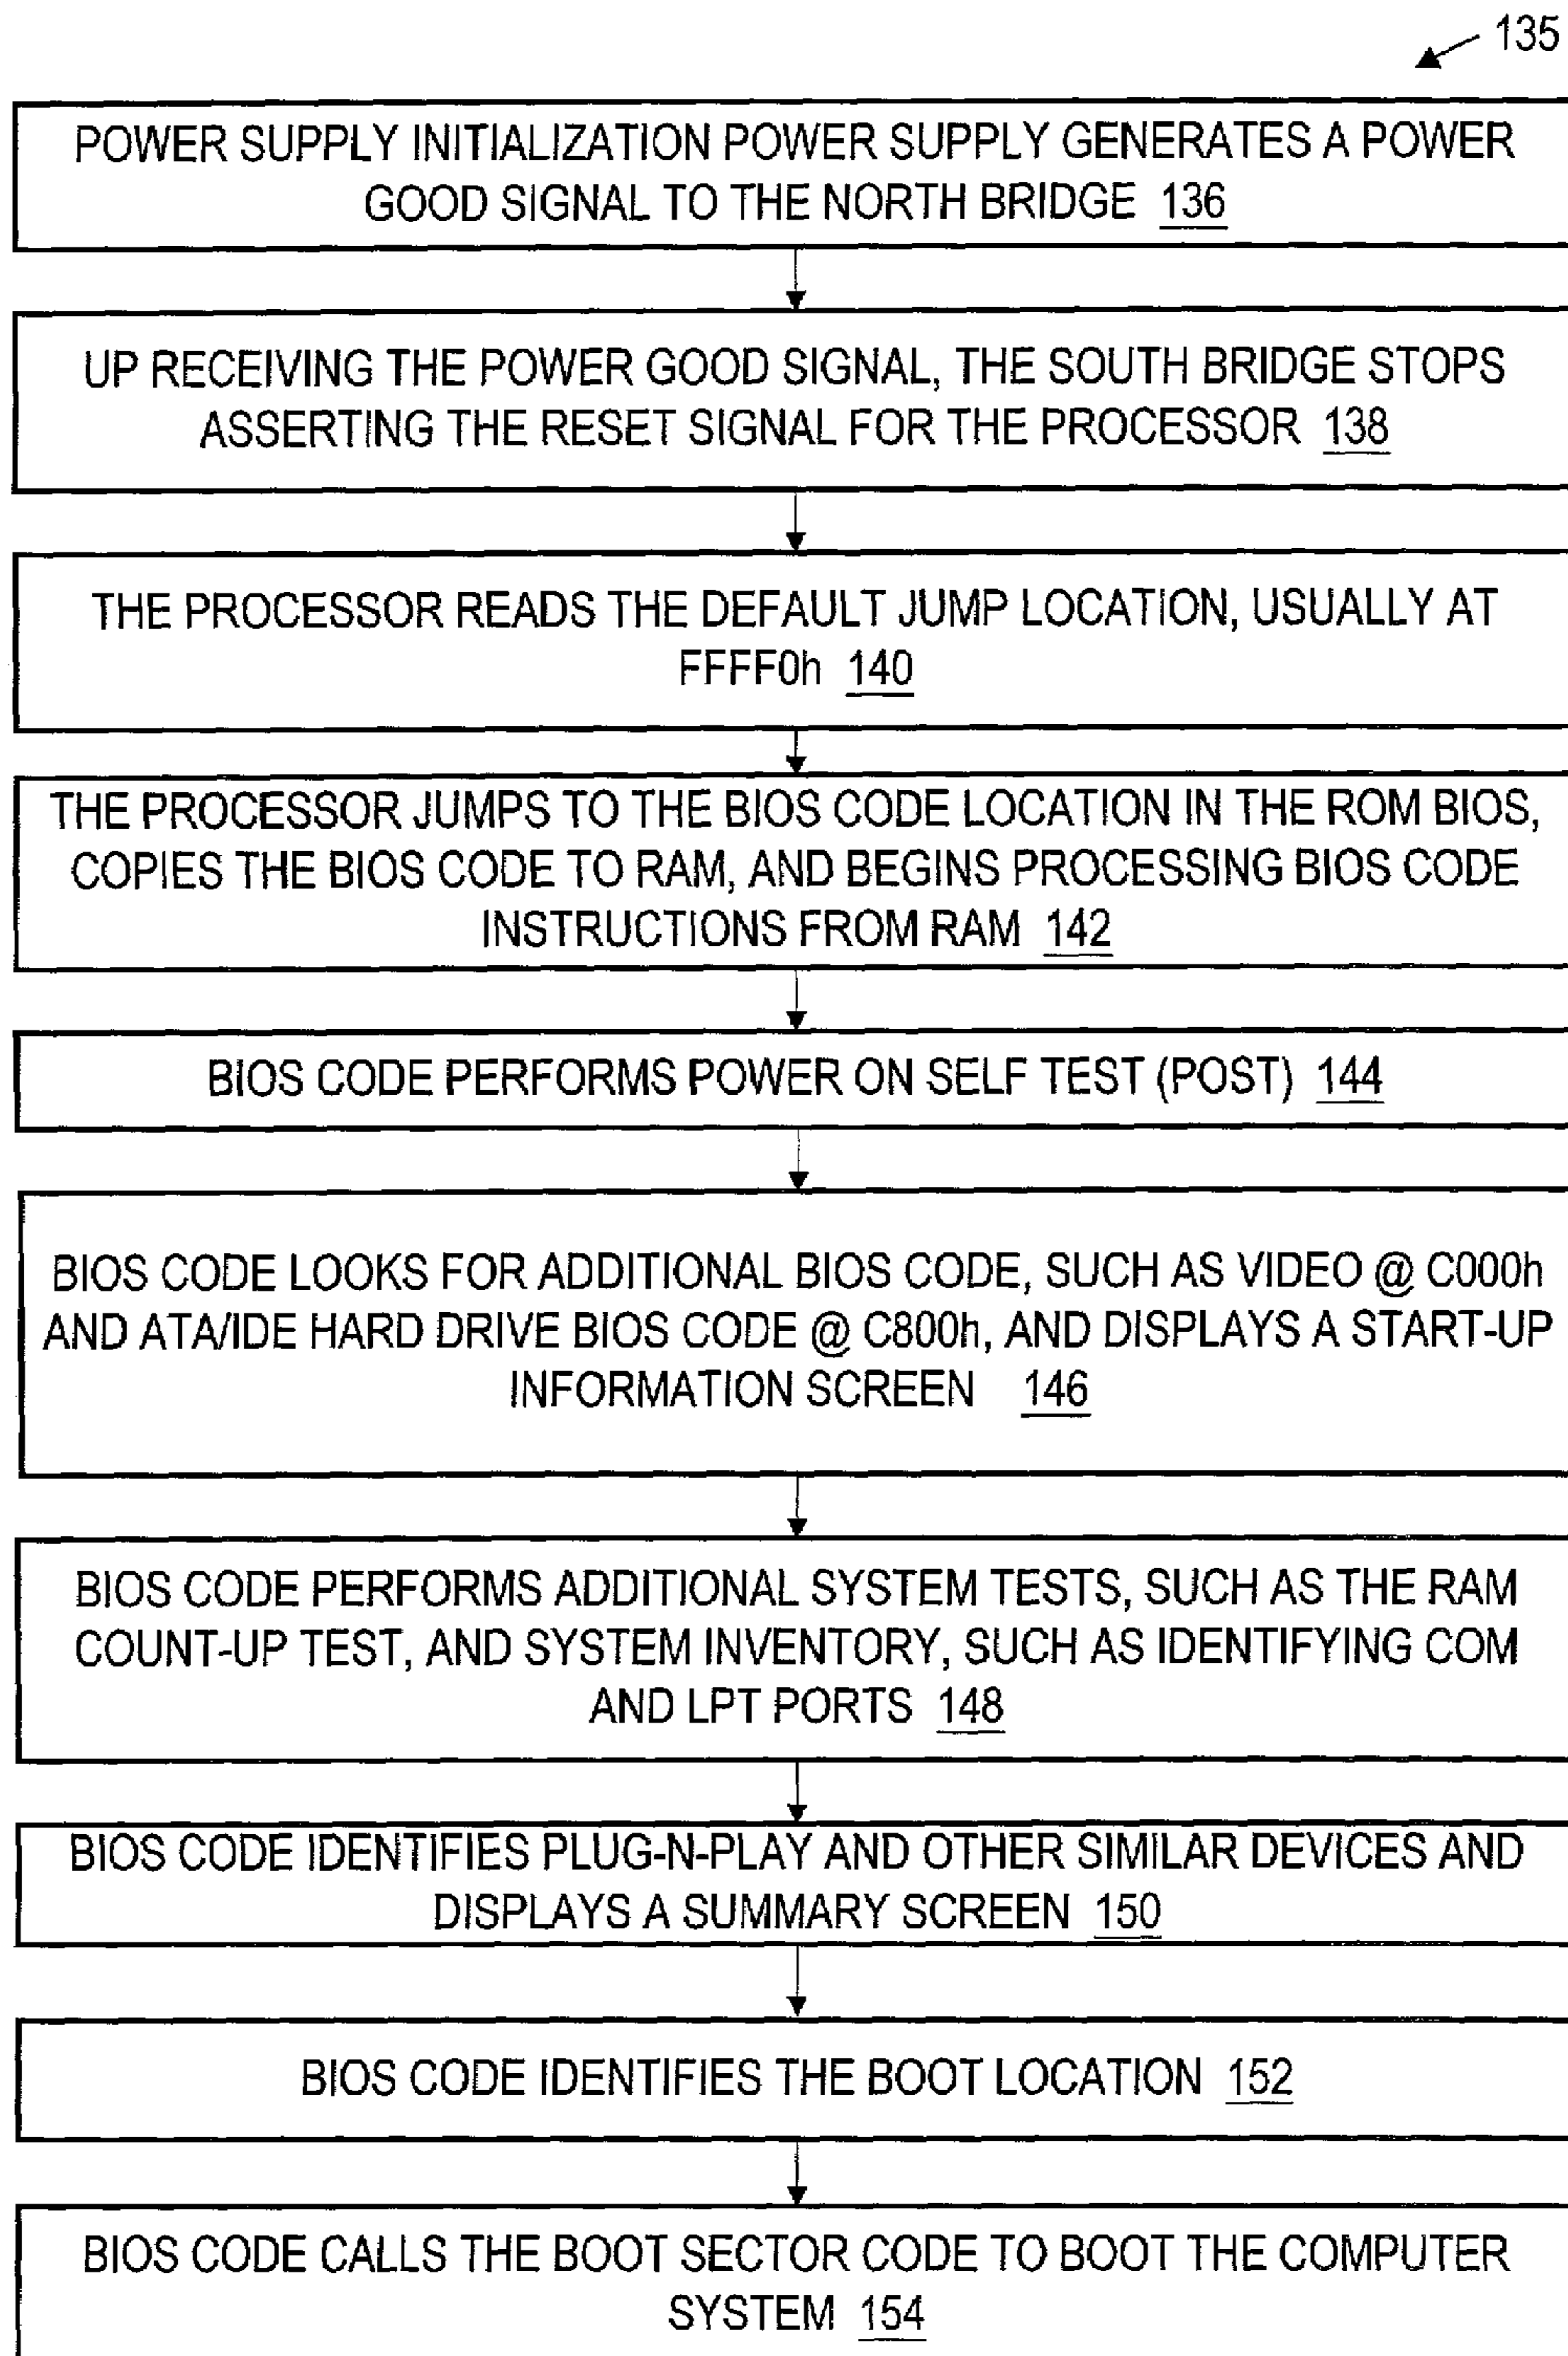 135
POWER SUPPLY INITIALIZATION POWER SUPPLY GENERATES A POWER
GOOD SIGNAL TO THE NORTH BRIDGE 136
UP RECEIVING THE POWER GOOD SIGNAL, THE SOUTH BRIDGE STOPS
ASSERTING THE RESET SIGNAL FOR THE PROCESSOR 138
THE PROCESSOR READS THE DEFAULT JUMP LOCATION, USUALLY AT
FFFF0h 140
THE PROCESSOR JUMPS TO THE BIOS CODE LOCATION IN THE ROM BIOS,
COPIES THE BIOS CODE TO RAM, AND BEGINS PROCESSING BIOS CODE
INSTRUCTIONS FROM RAM 142
BIOS CODE PERFORMS POWER ON SELF TEST (POST) 144
BIOS CODE LOOKS FOR ADDITIONAL BIOS CODE, SUCH AS VIDEO @ C000h
AND ATA/IDE HARD DRIVE BIOS CODE @ C800h, AND DISPLAYS A START-UP
INFORMATION SCREEN 146
BIOS CODE PERFORMS ADDITIONAL SYSTEM TESTS, SUCH AS THE RAM
COUNT-UP TEST, AND SYSTEM INVENTORY, SUCH AS IDENTIFYING COM
AND LPT PORTS 148
BIOS CODE IDENTIFIES PLUG-N-PLAY AND OTHER SIMILAR DEVICES AND
DISPLAYS A SUMMARY SCREEN 150
BIOS CODE IDENTIFIES THE BOOT LOCATION 152
BIOS CODE CALLS THE BOOT SECTOR CODE TO BOOT THE COMPUTER
SYSTEM 154